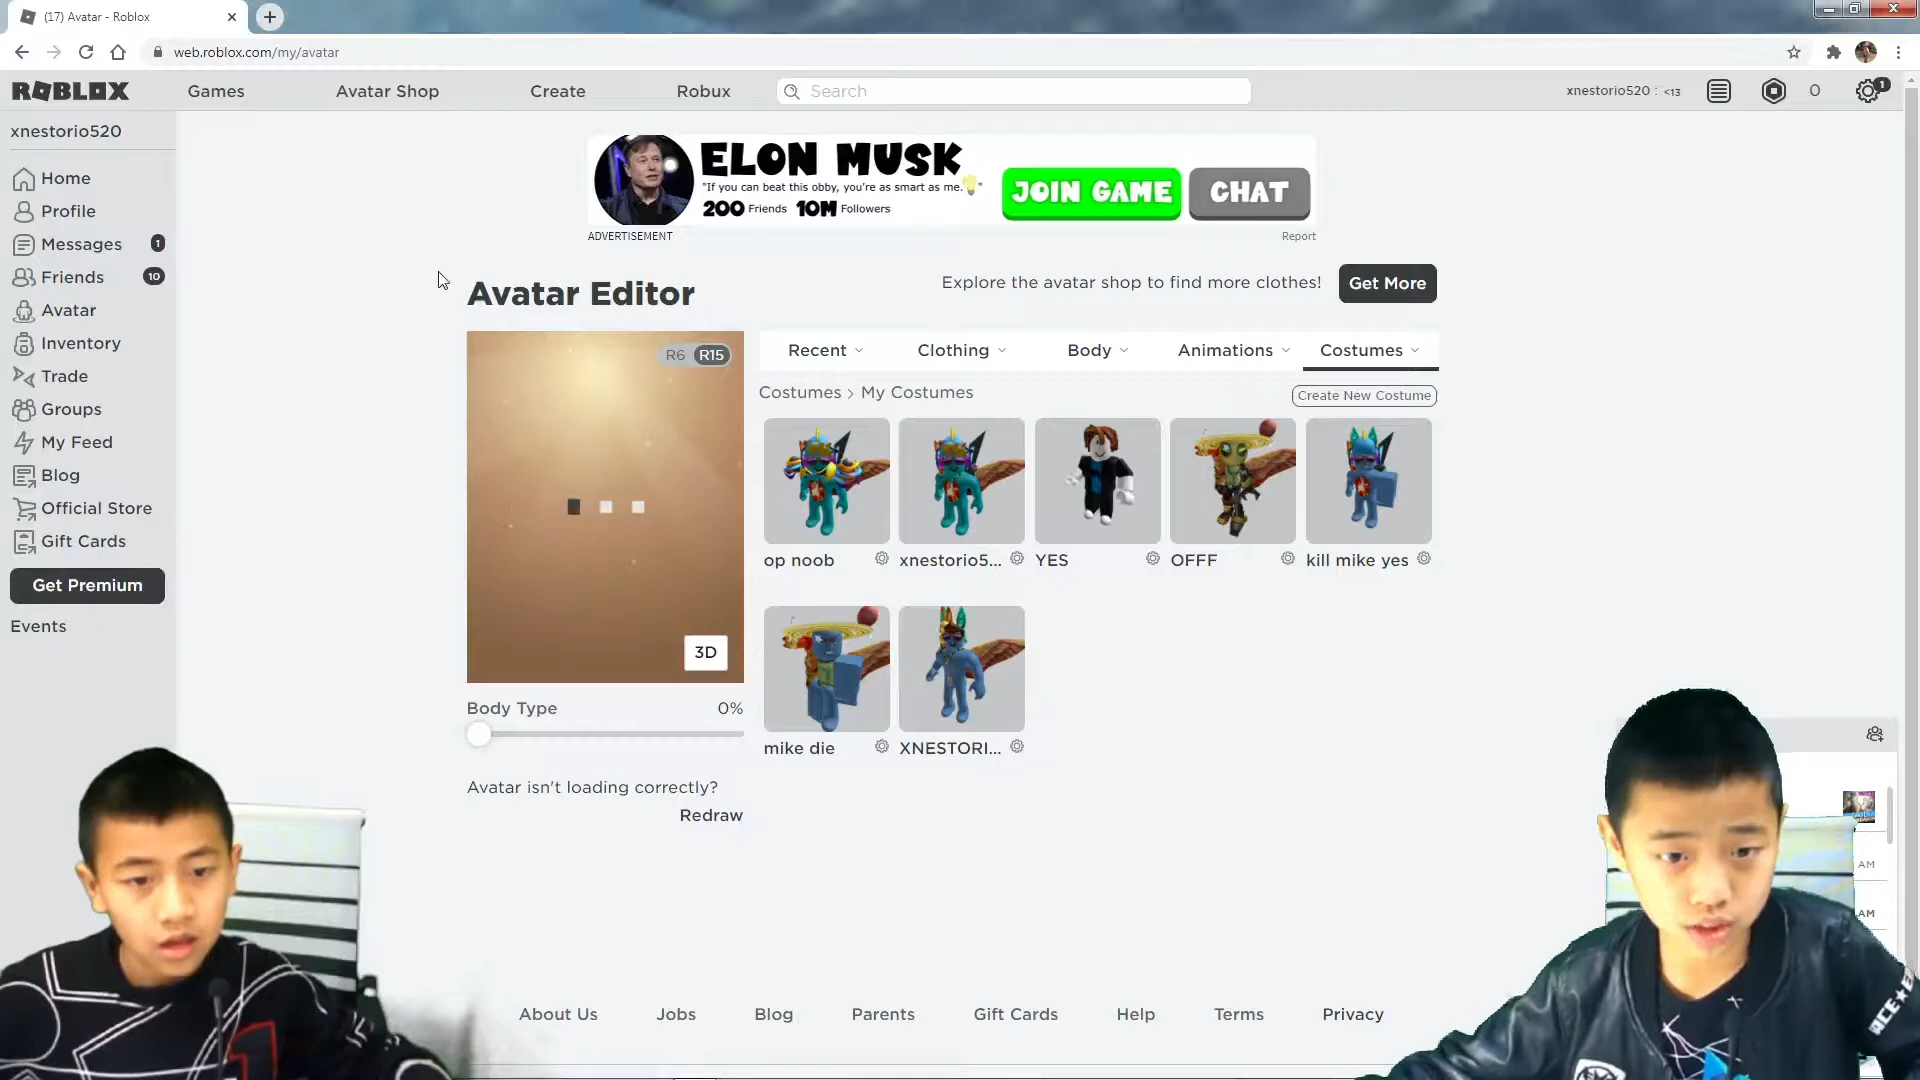 (17) Avatar - Roblox
web.roblox.com/my/avatar
ROBLOX
Games
Avatar Shop
Create
Robux
Search
xnestorio520 : <13
0
1
xnestorio520
Home
Profile
Messages 1
Friends 10
Avatar
Inventory
Trade
Groups
My Feed
Blog
Official Store
Gift Cards
Get Premium
Events
ELON MUSK
"If you can beat this obby, you're as smart as me."
200 Friends 10M Followers
JOIN GAME
CHAT
ADVERTISEMENT
Report
Avatar Editor
Explore the avatar shop to find more clothes!
Get More
R6 R15
3D
Body Type 0%
Avatar isn't loading correctly?
Redraw
Recent
Clothing
Body
Animations
Costumes
Costumes > My Costumes
Create New Costume
op noob
xnestorio5...
YES
OFFF
kill mike yes
mike die
XNESTORI...
AM
AM
About Us
Jobs
Blog
Parents
Gift Cards
Help
Terms
Privacy